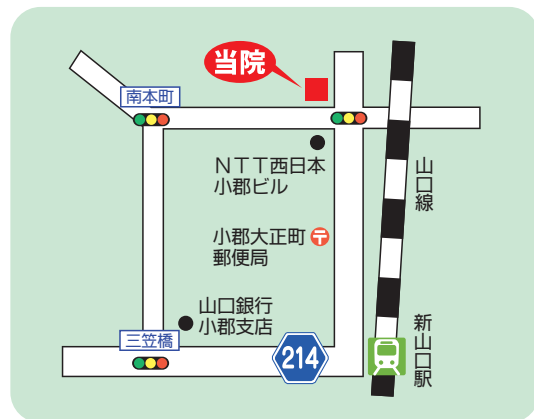 当院
南本町
NTT西日本
小郡ビル
山口線
小郡大正町
郵便局
山口銀行
小郡支店
新山口駅
三笠橋
214